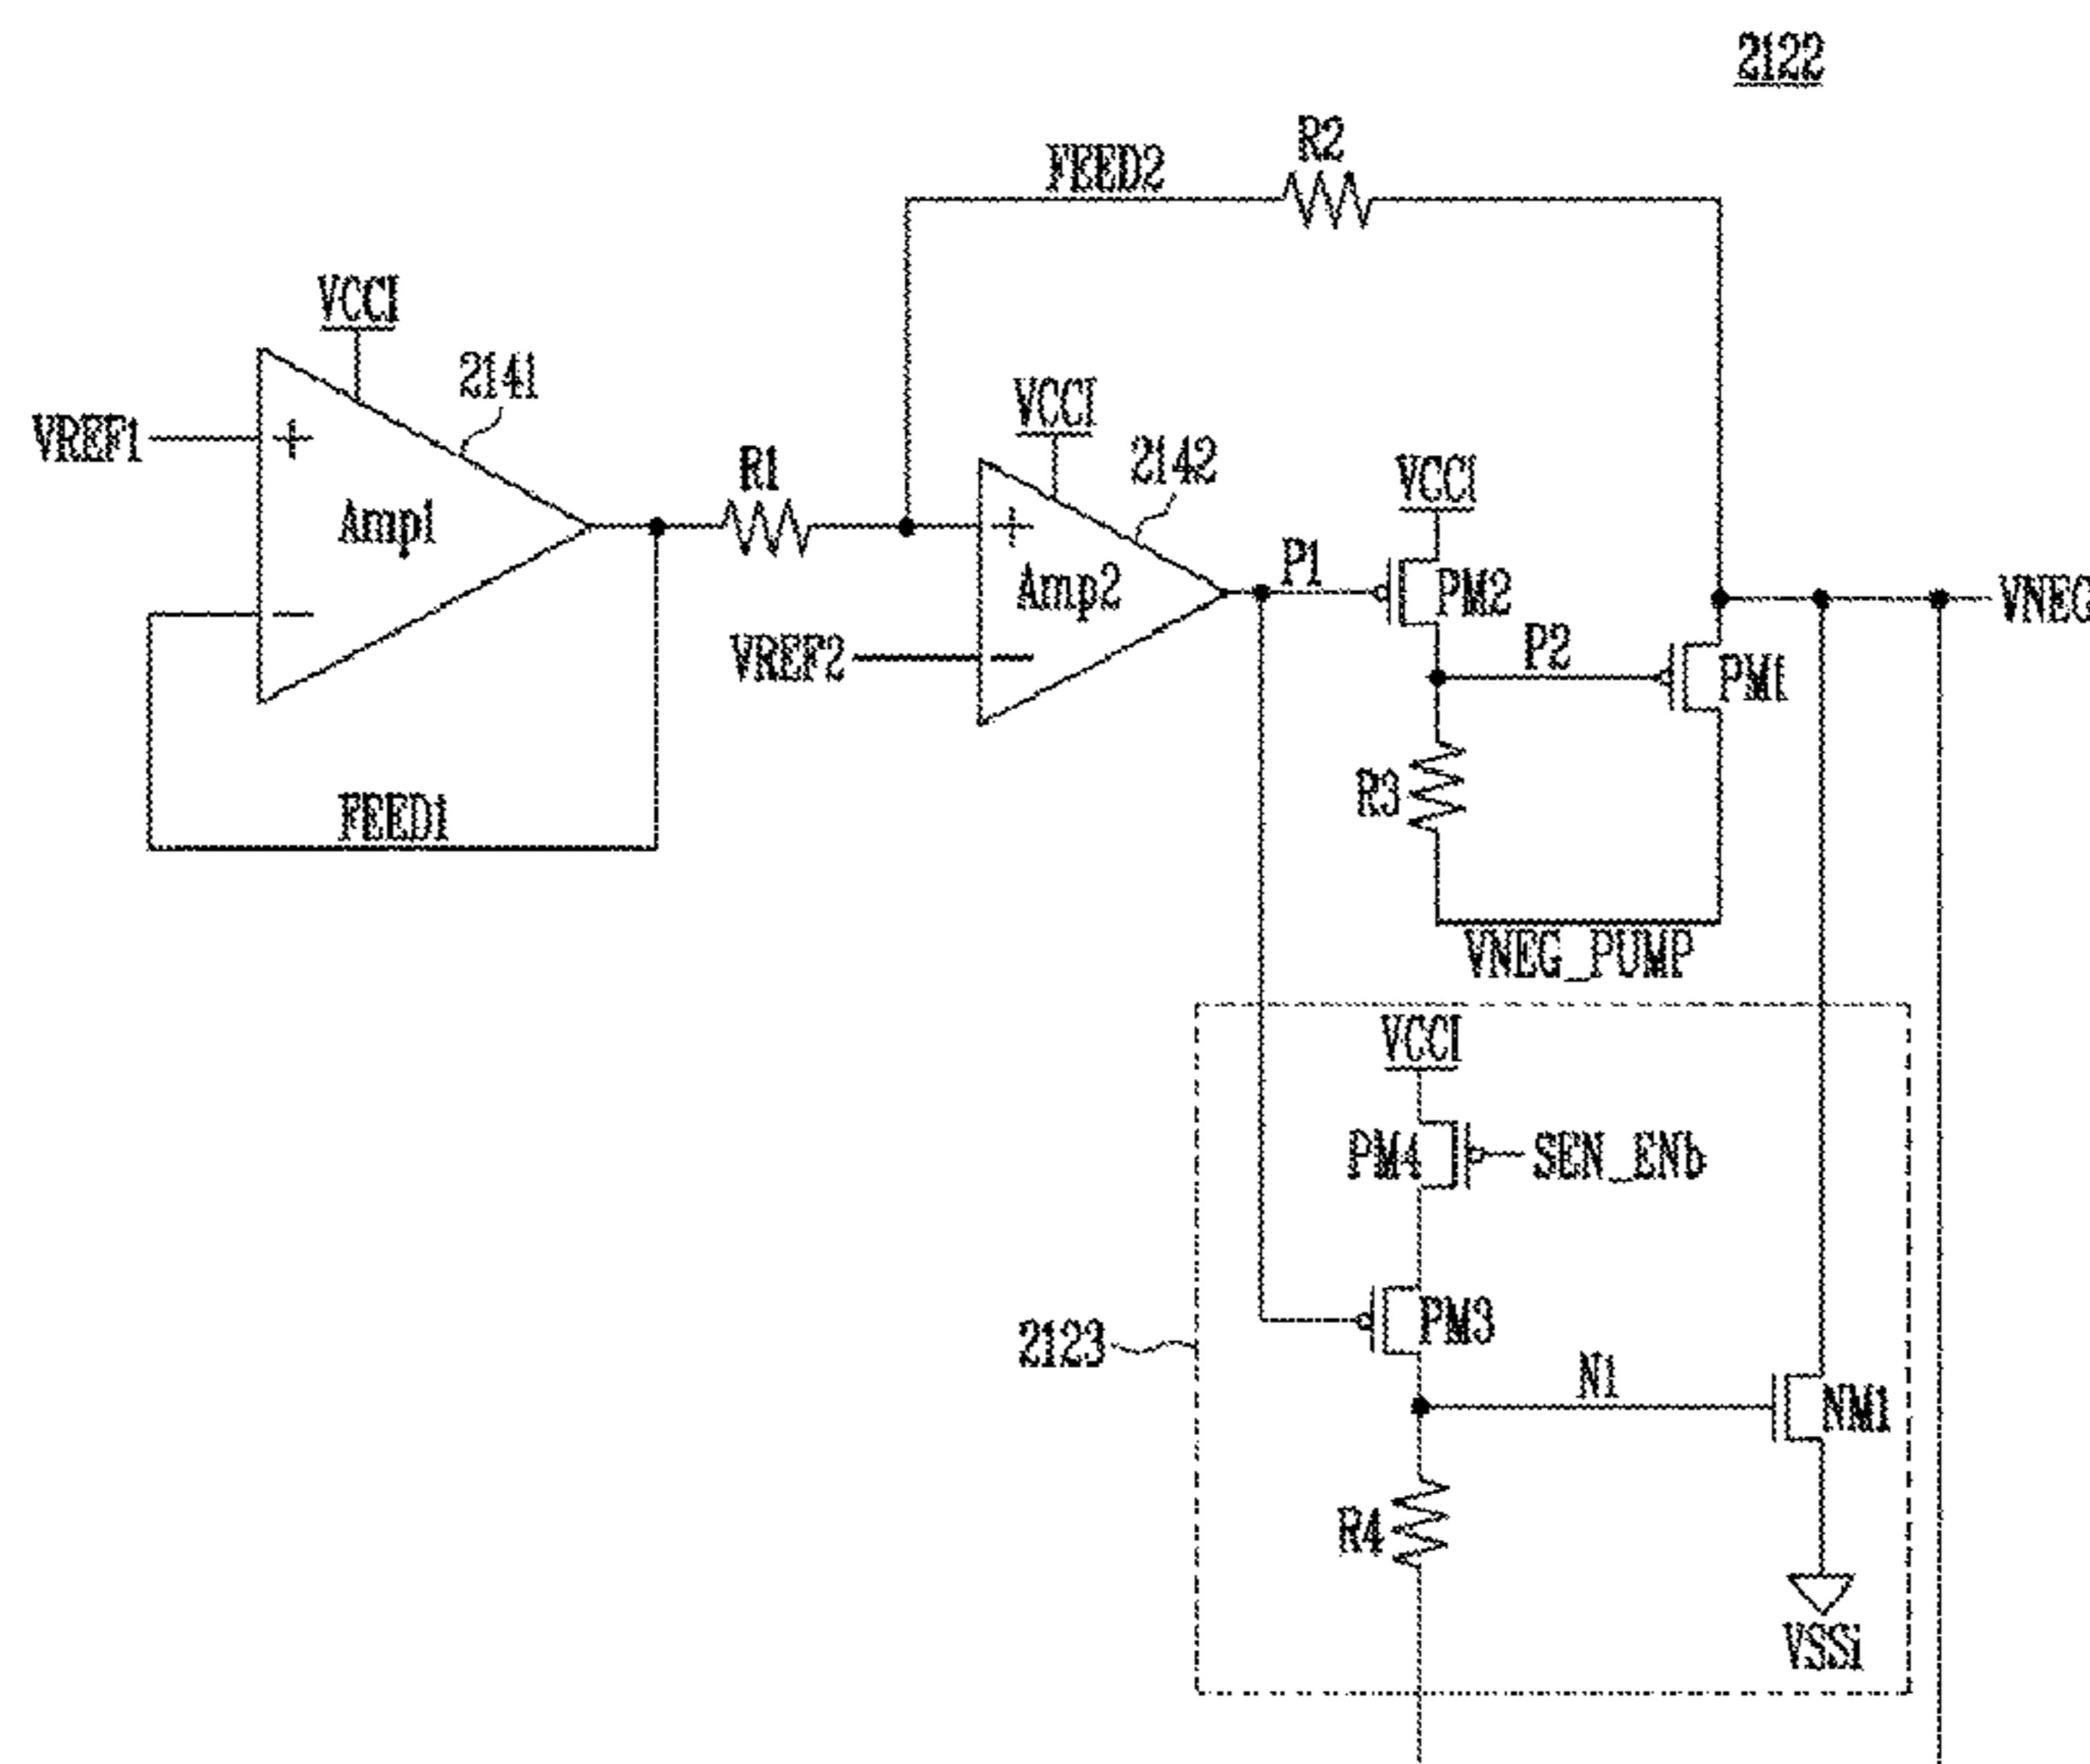 2122
R2
FEED2
VCCI
2141
VCCI
VREF1
+
R1
2142
VCCI
Amp1
+
P1
Amp2
PM2
VNEG
−
VREF2
−
P2
PM1
R3
FEED1
VNEG_PUMP
VCCI
PM4
SEN_ENb
2123
PM3
N1
NM1
R4
VSSi